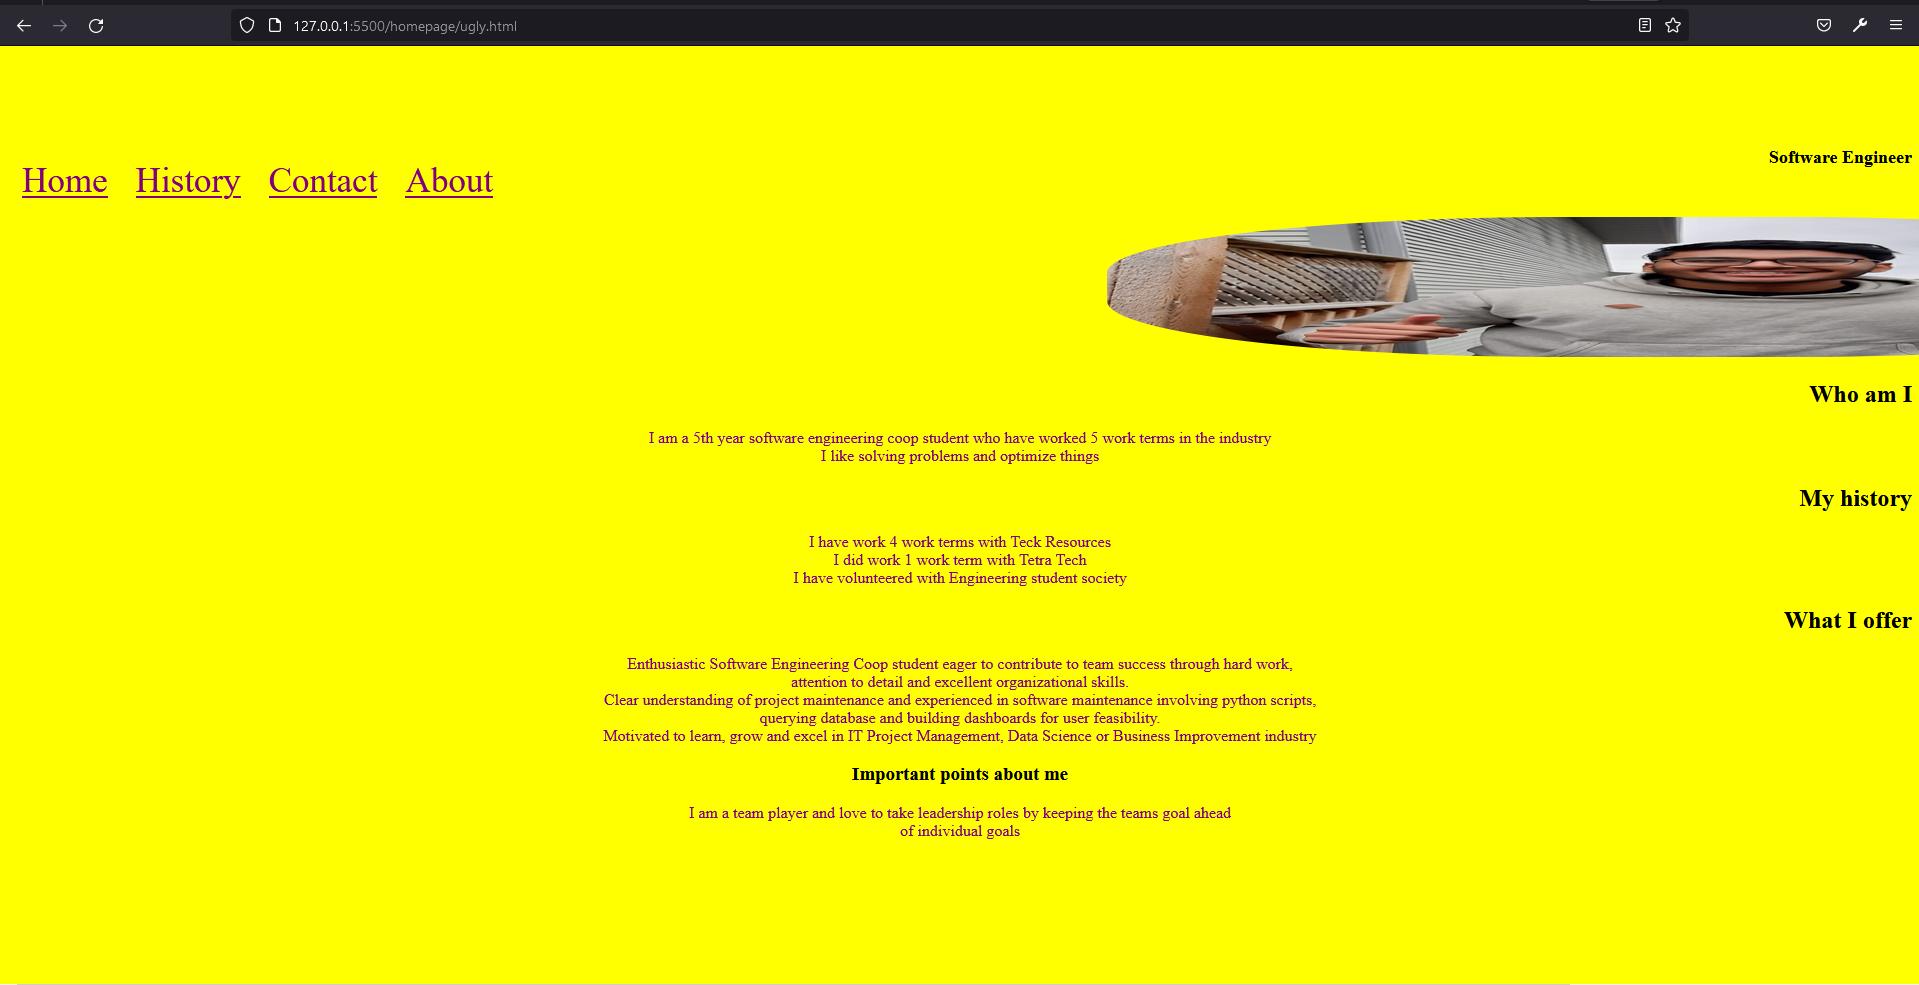 127.0.0.1:5500/homepage/ugly.html
Software Engineer
Home History Contact About
Who am I
I am a 5th year software engineering coop student who have worked 5 work terms in the industry
I like solving problems and optimize things
My history
I have work 4 work terms with Teck Resources
I did work 1 work term with Tetra Tech
I have volunteered with Engineering student society
What I offer
Enthusiastic Software Engineering Coop student eager to contribute to team success through hard work,
attention to detail and excellent organizational skills.
Clear understanding of project maintenance and experienced in software maintenance involving python scripts,
querying database and building dashboards for user feasibility.
Motivated to learn, grow and excel in IT Project Management, Data Science or Business Improvement industry
Important points about me
I am a team player and love to take leadership roles by keeping the teams goal ahead
of individual goals